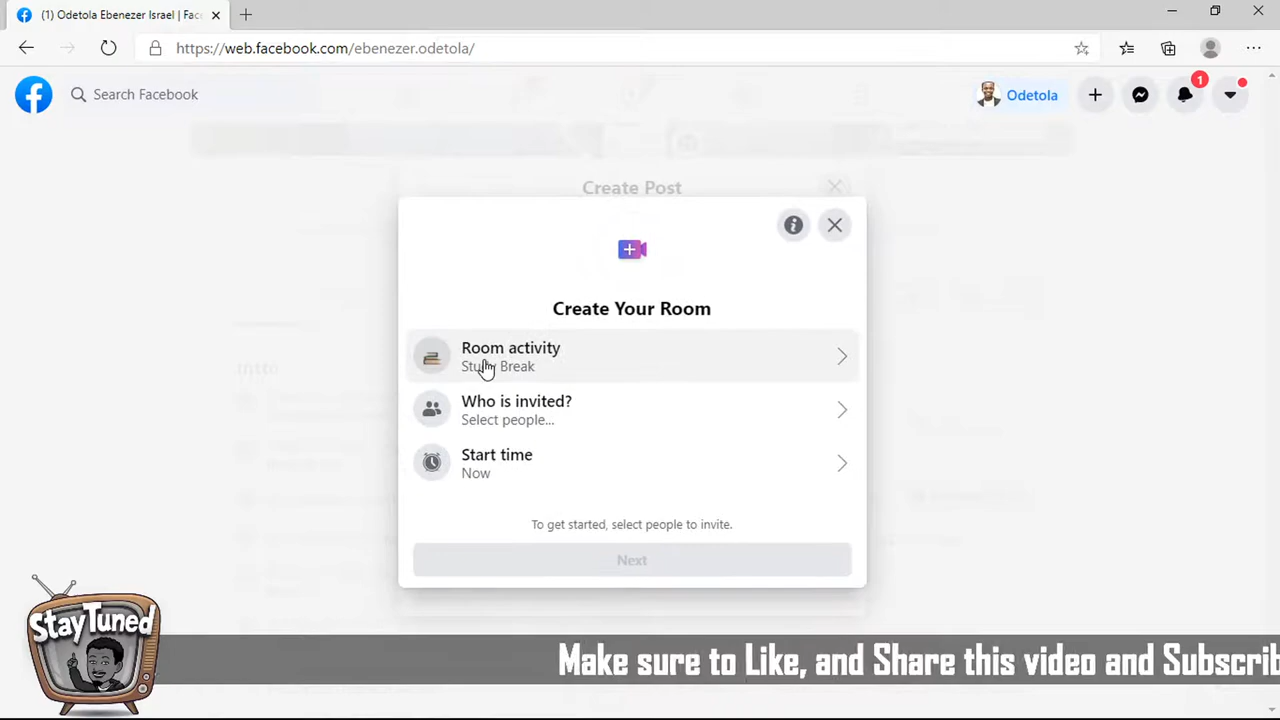 (1) Odetola Ebenezer Israel | Fac
https://web.facebook.com/ebenezer.odetola/
Search Facebook
Odetola
1
Create Post
Create Your Room
Room activity
Study Break
Who is invited?
Select people...
Intro
Start time
Now
To get started, select people to invite.
Next
StayTuned
Make sure to Like, and Share this video and Subscrib